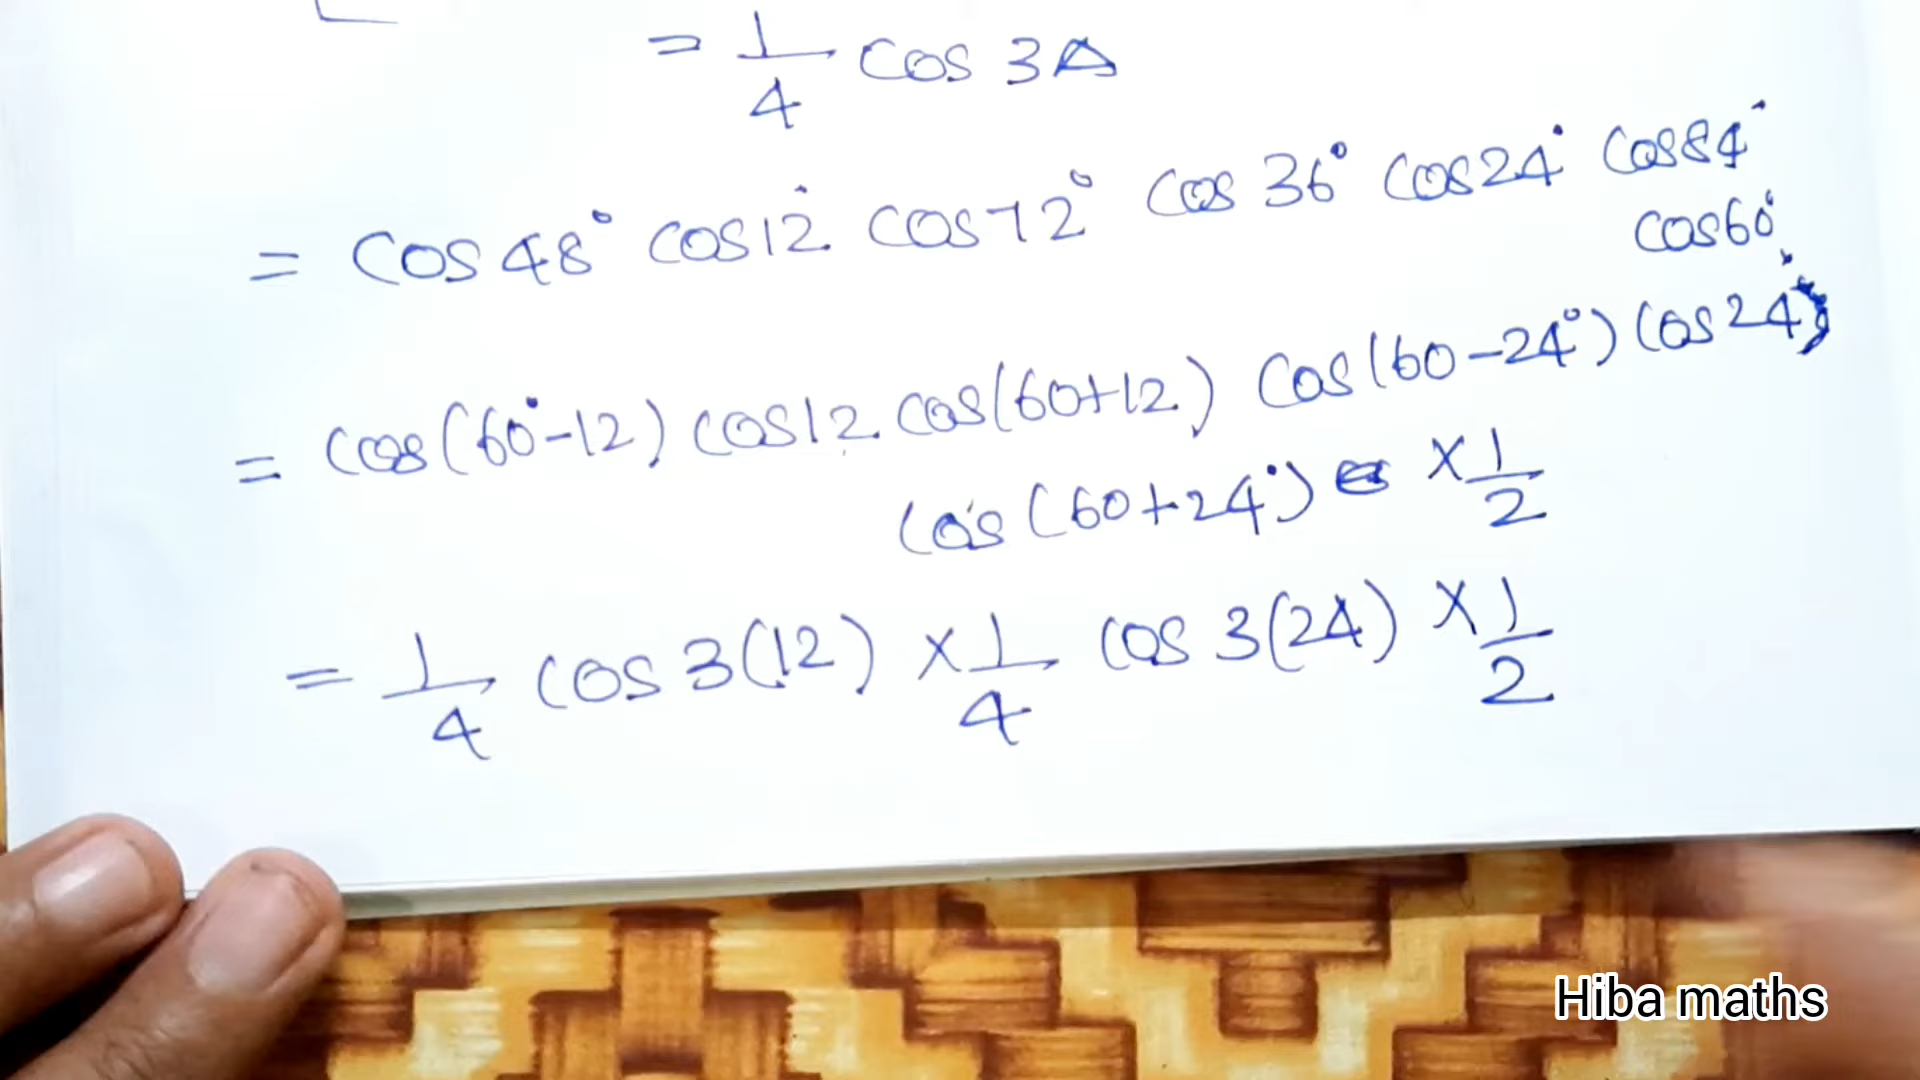 = 1/4 cos 3A
= cos 48° cos 12° cos 72° cos 36° cos 24° cos 84°
cos 60°
= cos(60°-12) cos 12 cos(60+12) cos(60-24°) cos 24°)
cos(60+24°) × 1/2
= 1/4 cos 3(12) × 1/4 cos 3(24) × 1/2
Hiba maths